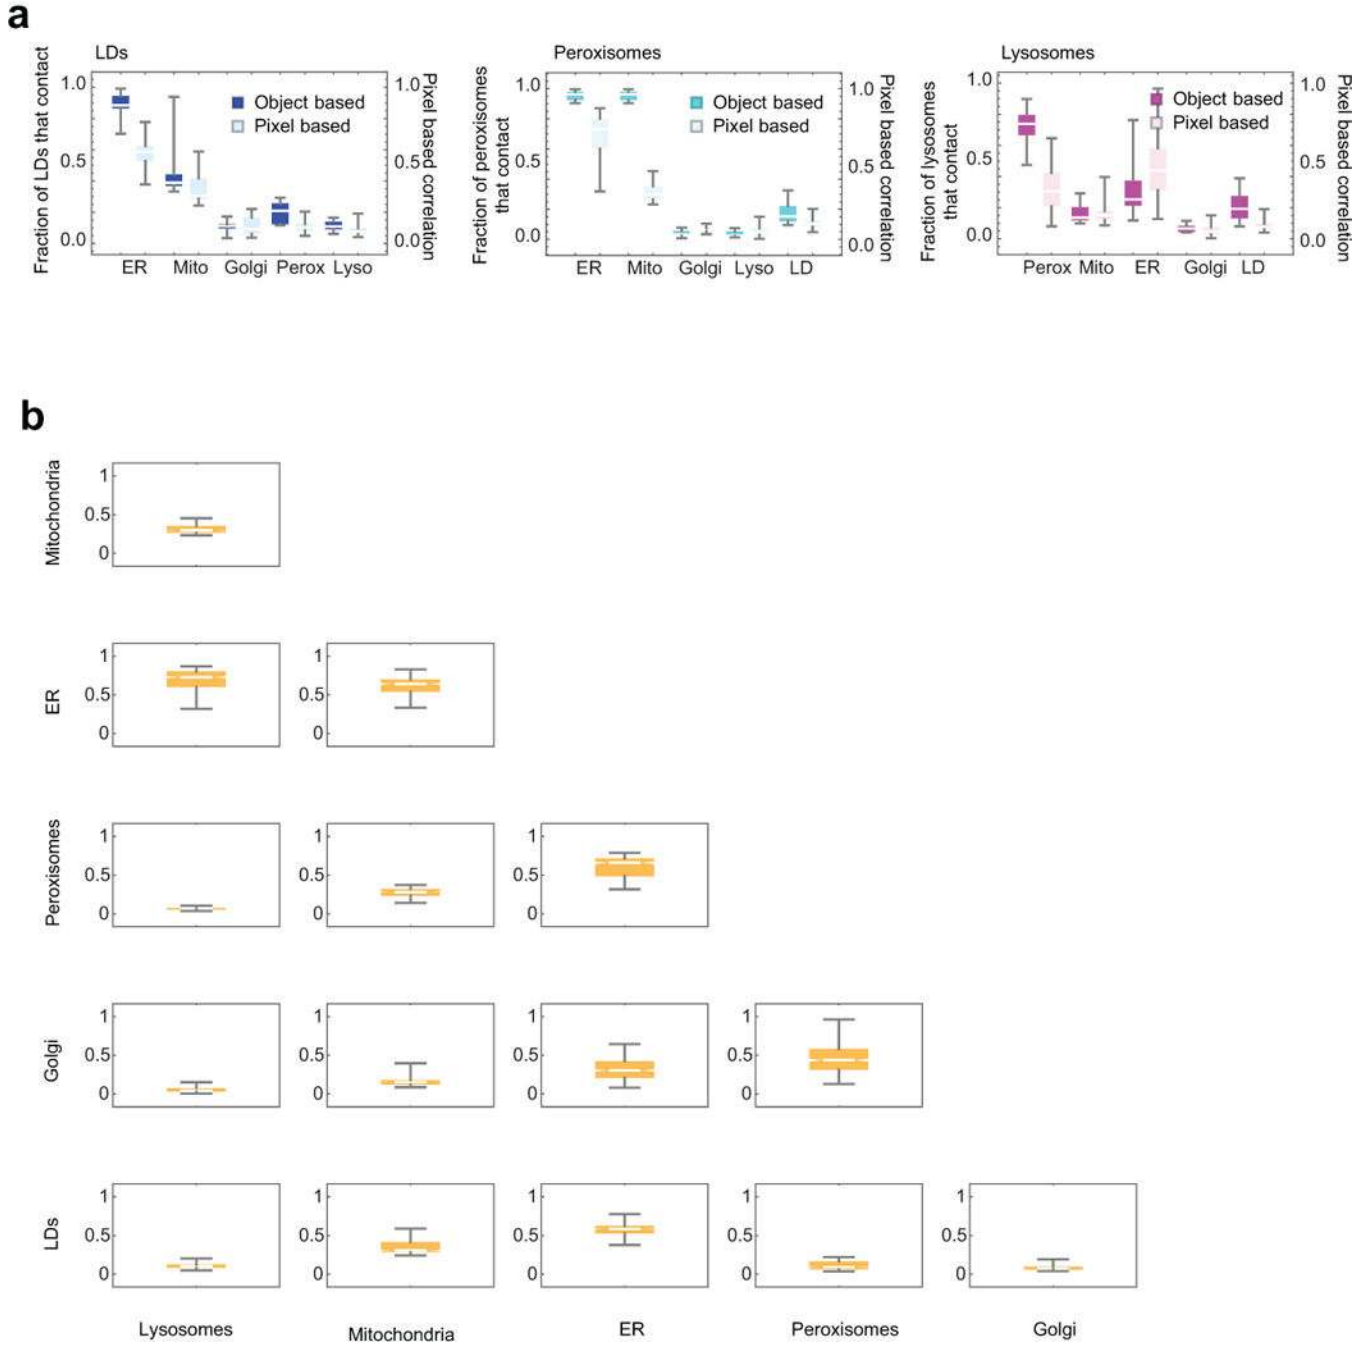 a
LDs
Fraction of LDs that contact
1.0
0.5
0.0
Object based
Pixel based
1.0
0.5
0.0
Pixel based correlation
ER Mito Golgi Perox Lyso
Peroxisomes
Fraction of peroxisomes
that contact
1.0
0.5
0.0
Object based
Pixel based
1.0
0.5
0.0
Pixel based correlation
ER Mito Golgi Lyso LD
Lysosomes
Fraction of lysosomes
that contact
1.0
0.5
0.0
Object based
Pixel based
1.0
0.5
0.0
Pixel based correlation
Perox Mito ER Golgi LD
b
Mitochondria
1
0.5
0
ER
1
0.5
0
1
0.5
0
Peroxisomes
1
0.5
0
1
0.5
0
1
0.5
0
Golgi
1
0.5
0
1
0.5
0
1
0.5
0
1
0.5
0
LDs
1
0.5
0
1
0.5
0
1
0.5
0
1
0.5
0
1
0.5
0
Lysosomes Mitochondria ER Peroxisomes Golgi